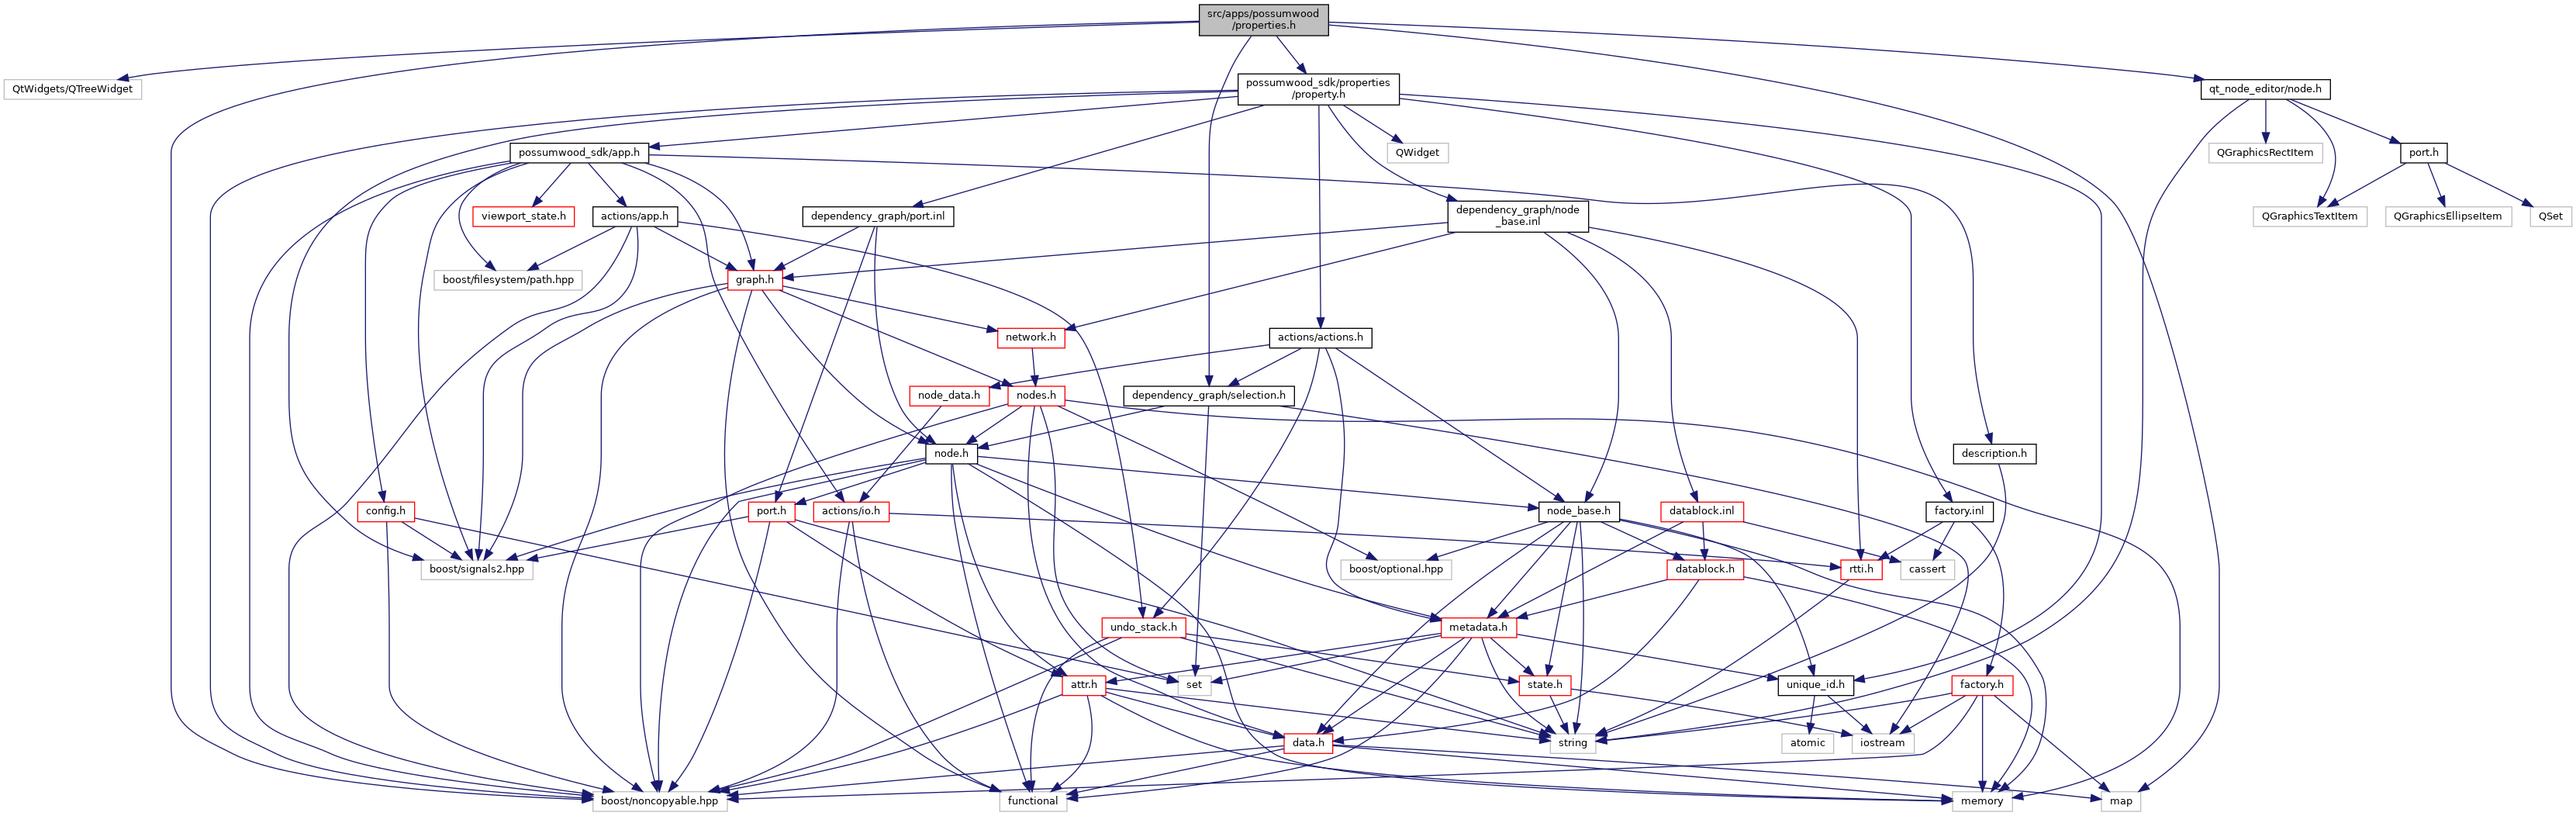 src/apps/possumwood
/properties.h
QtWidgets/QTreeWidget
possumwood_sdk/properties
/property.h
qt_node_editor/node.h
possumwood_sdk/app.h
QWidget
QGraphicsRectItem
port.h
viewport_state.h
actions/app.h
dependency_graph/port.inl
dependency_graph/node
_base.inl
QGraphicsTextItem
QGraphicsEllipseItem
QSet
boost/filesystem/path.hpp
graph.h
network.h
actions/actions.h
node_data.h
nodes.h
dependency_graph/selection.h
node.h
description.h
config.h
port.h
actions/io.h
node_base.h
datablock.inl
factory.inl
boost/signals2.hpp
boost/optional.hpp
datablock.h
rtti.h
cassert
undo_stack.h
metadata.h
attr.h
set
state.h
unique_id.h
factory.h
data.h
string
atomic
iostream
boost/noncopyable.hpp
functional
memory
map